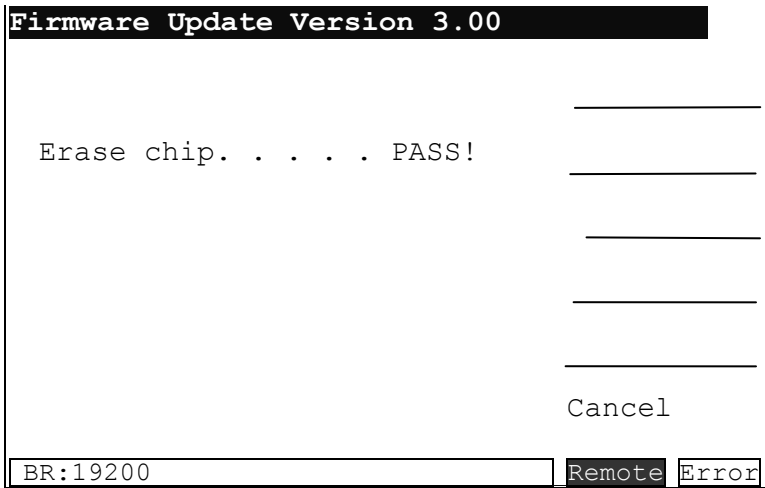 Firmware Update Version 3.00
Erase chip. . . . . PASS!
Cancel
BR:19200 Remote Error